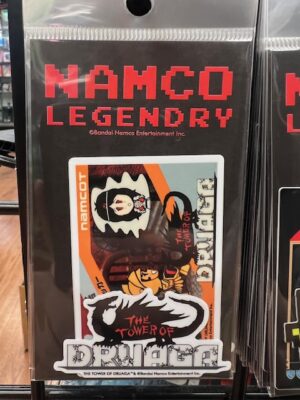 NAMCO
LEGENDRY
©Bandai Namco Entertainment Inc.
namcot
THE
TOWER OF
DRUAGA
THE
TOWER OF
DRUAGA
THE TOWER OF DRUAGA™& ©Bandai Namco Entertainment Inc.